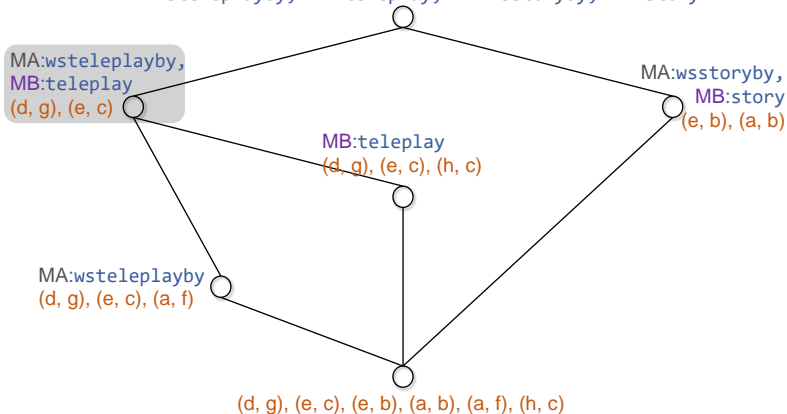 MA:wsteleplayby,
MB:teleplay
(d, g), (e, c)
MA:wsstoryby,
MB:story
(e, b), (a, b)
MB:teleplay
(d, g), (e, c), (h, c)
MA:wsteleplayby
(d, g), (e, c), (a, f)
(d, g), (e, c), (e, b), (a, b), (a, f), (h, c)